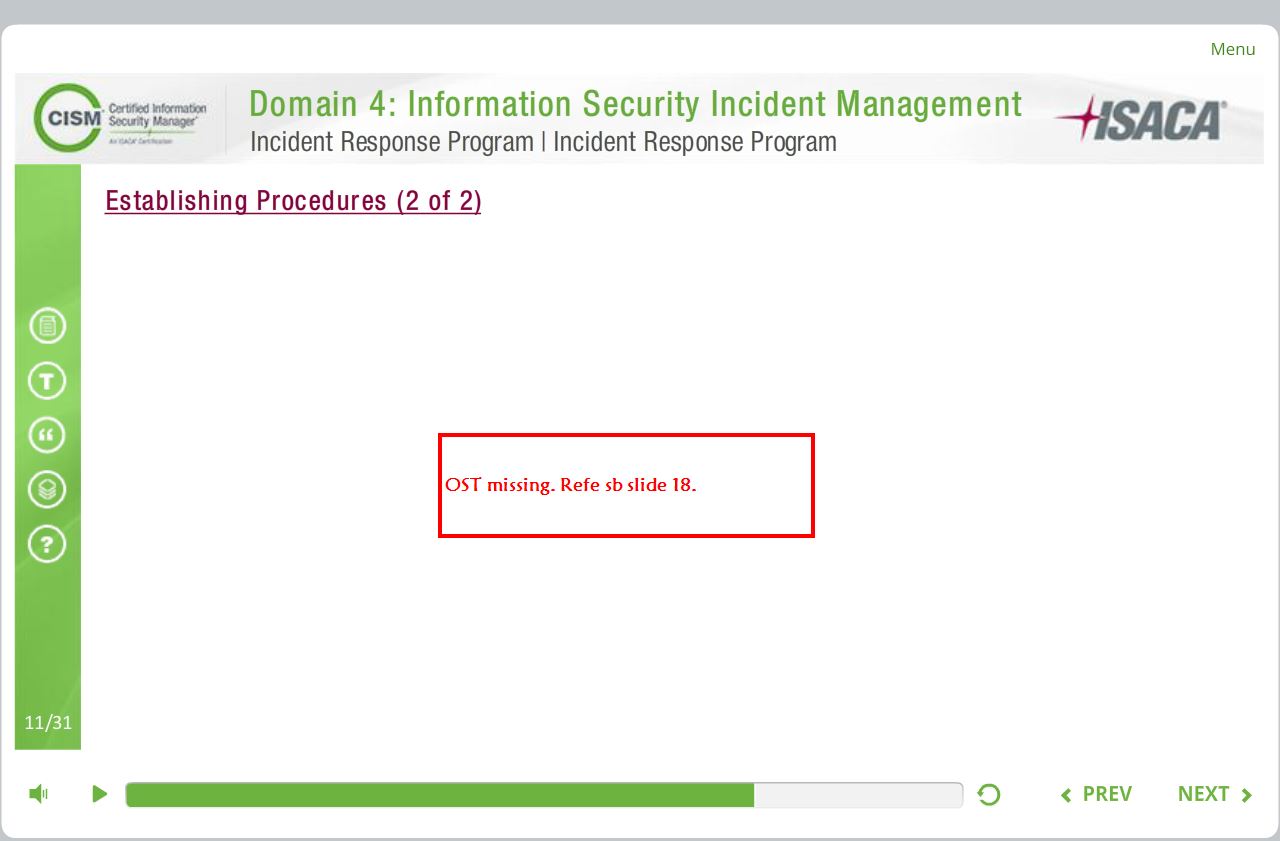 Menu
CISM
Certified Information
Security Manager®
An ISACA® Certification
Domain 4: Information Security Incident Management
Incident Response Program | Incident Response Program
ISACA®
Establishing Procedures (2 of 2)
T
“
?
OST missing. Refe sb slide 18.
11/31
PREV
NEXT